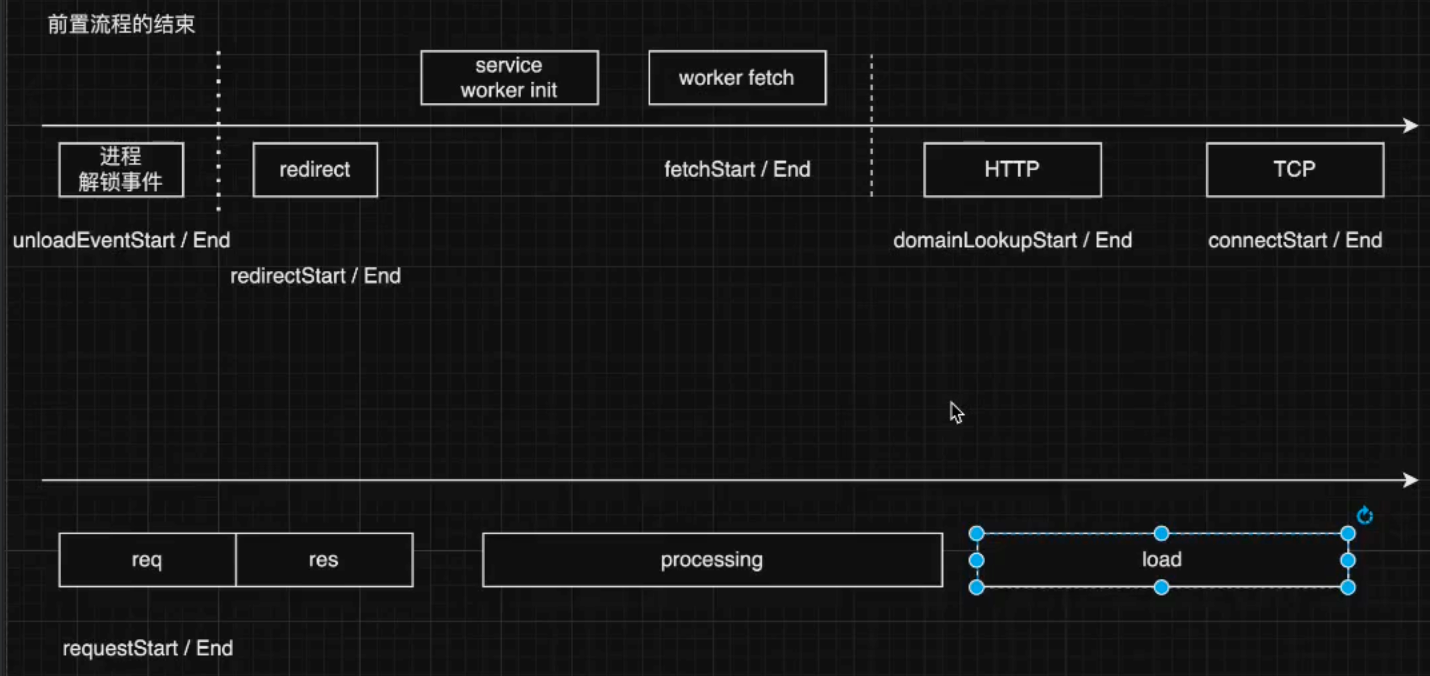 前置流程的结束
service
worker init
worker fetch
进程
解锁事件
redirect
fetchStart / End
HTTP
TCP
unloadEventStart / End
domainLookupStart / End
connectStart / End
redirectStart / End
req
res
processing
load
requestStart / End